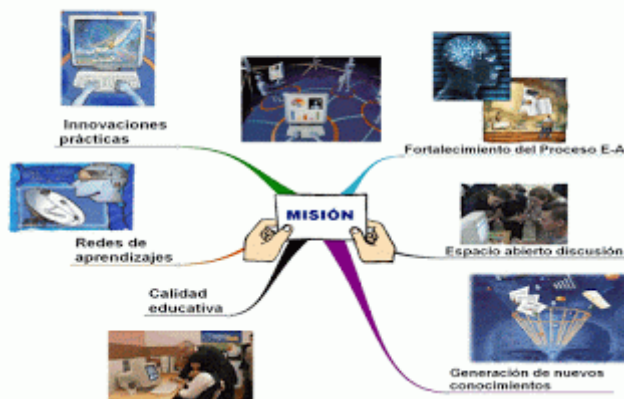 Innovaciones
prácticas
Fortalecimiento del Proceso E-A
MISIÓN
Redes de
aprendizajes
Espacio abierto discusión
Calidad
educativa
Generación de nuevos
conocimientos